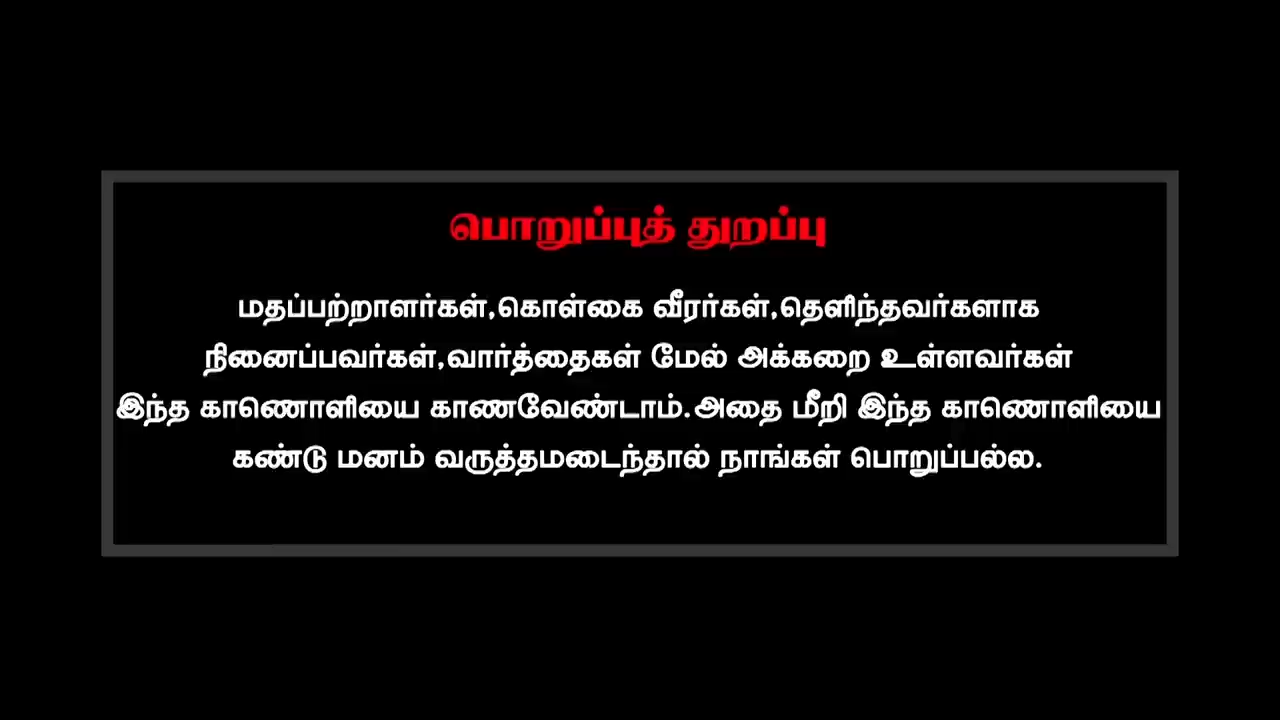 பொறுப்புத் துறப்பு
மதப்பற்றாளர்கள்,கொள்கை வீரர்கள்,தெளிந்தவர்களாக
நினைப்பவர்கள்,வார்த்தைகள் மேல் அக்கறை உள்ளவர்கள்
இந்த காணொளியை காணவேண்டாம்.அதை மீறி இந்த காணொளியை
கண்டு மனம் வருத்தமடைந்தால் நாங்கள் பொறுப்பல்ல.